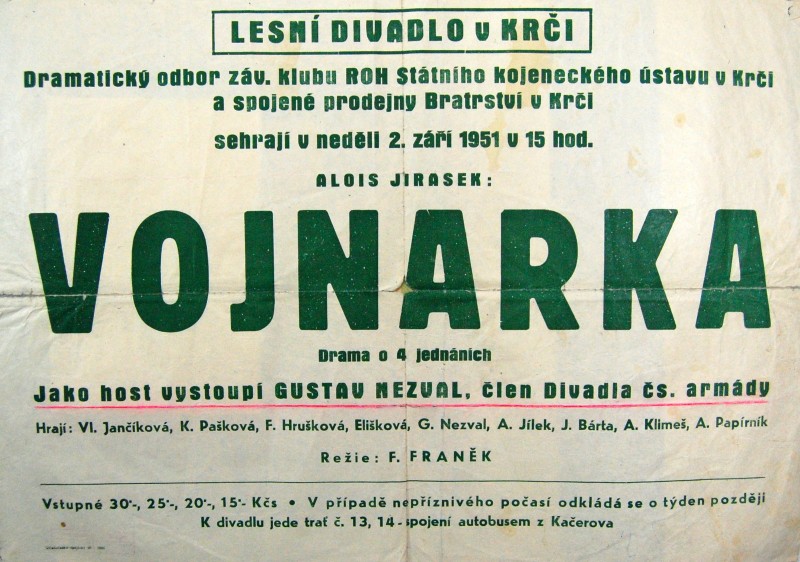 LESNÍ DIVADLO v KRČI
Dramatický odbor záv. klubu ROH Státního kojeneckého ústavu v Krči
a spojené prodejny Bratrství v Krči
sehrají v neděli 2. září 1951 v 15 hod.
ALOIS JIRASEK:
VOJNARKA
Drama o 4 jednáních
Jako host vystoupí GUSTAV NEZVAL, člen Divadla čs. armády
Hrají: Vl. Jančíková, K. Pašková, F. Hrušková, Elišková, G. Nezval, A. Jílek, J. Bárta, A. Klimeš, A. Papírník
Režie: F. FRANĚK
Vstupné 30·-, 25·-, 20·-, 15·- Kčs • V případě nepříznivého počasí odkládá se o týden později
K divadlu jede trať č. 13, 14 - spojení autobusem z Kačerova